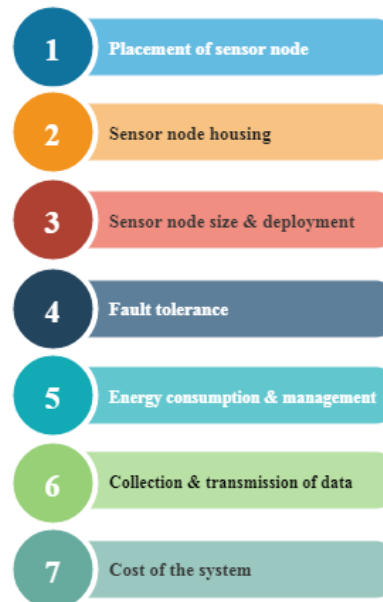 1 Placement of sensor node
2 Sensor node housing
3 Sensor node size & deployment
4 Fault tolerance
5 Energy consumption & management
6 Collection & transmission of data
7 Cost of the system